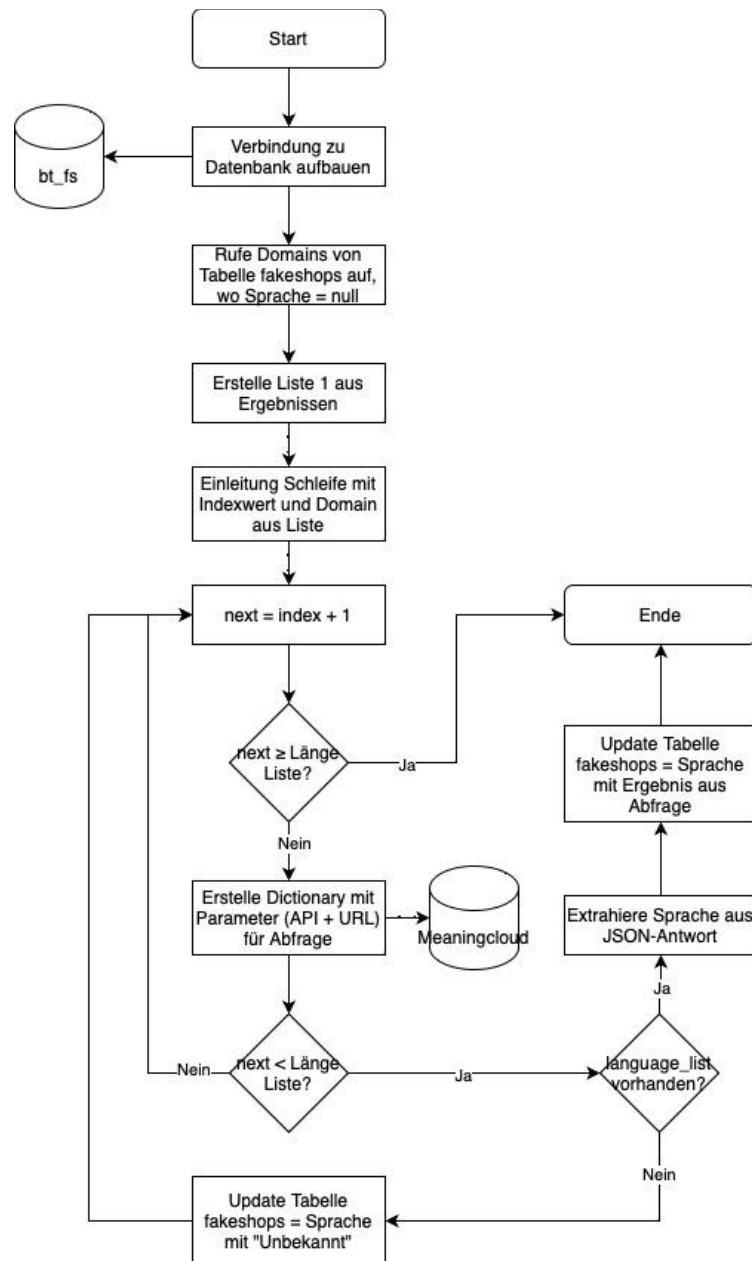 Start
Verbindung zu
Datenbank aufbauen
bt_fs
Rufe Domains von
Tabelle fakeshops auf,
wo Sprache = null
Erstelle Liste 1 aus
Ergebnissen
Einleitung Schleife mit
Indexwert und Domain
aus Liste
next = index + 1
Ende
next ≥ Länge
Liste?
Ja
Update Tabelle
fakeshops = Sprache
mit Ergebnis aus
Abfrage
Nein
Erstelle Dictionary mit
Parameter (API + URL)
für Abfrage
Meaningcloud
Extrahiere Sprache aus
JSON-Antwort
Ja
next < Länge
Liste?
Nein
Ja
language_list
vorhanden?
Nein
Update Tabelle
fakeshops = Sprache
mit "Unbekannt"